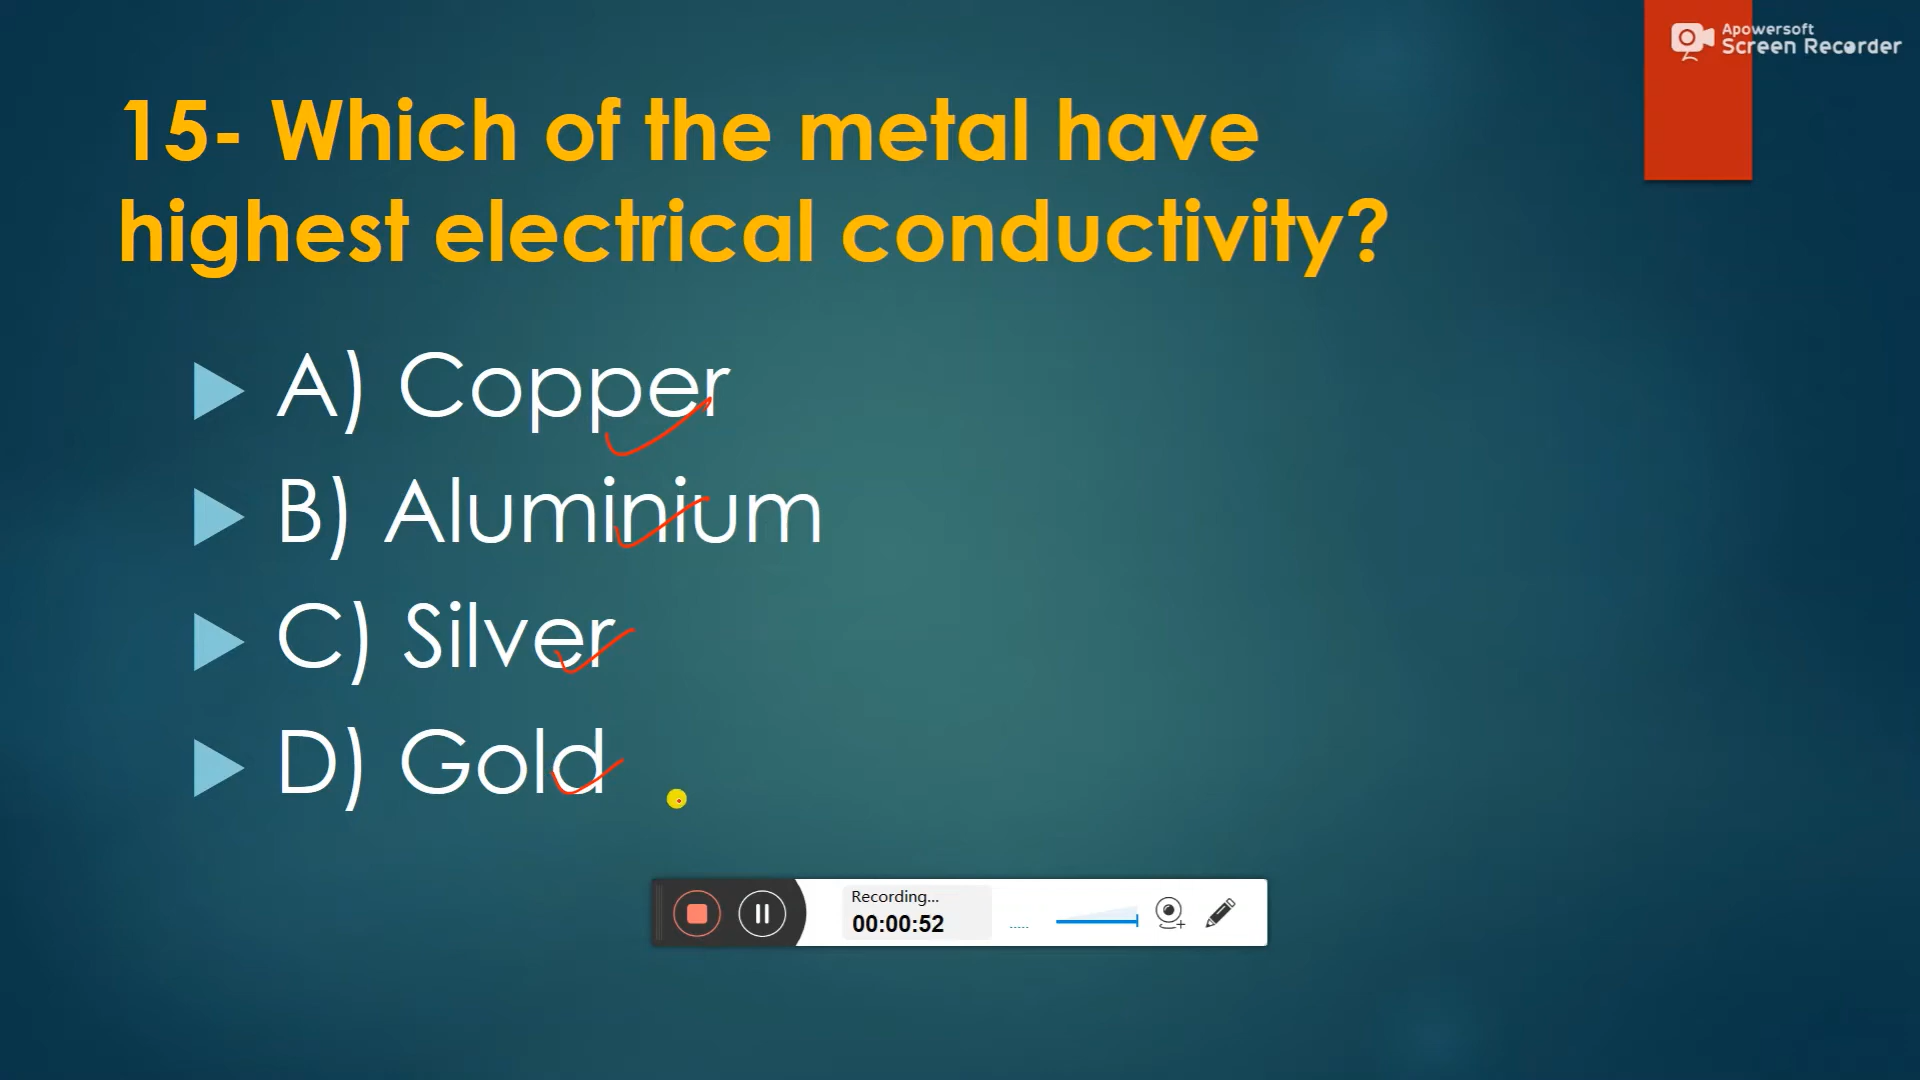 Apowersoft
Screen Recorder
15- Which of the metal have
highest electrical conductivity?
A) Copper
B) Aluminium
C) Silver
D) Gold
Recording...
00:00:52